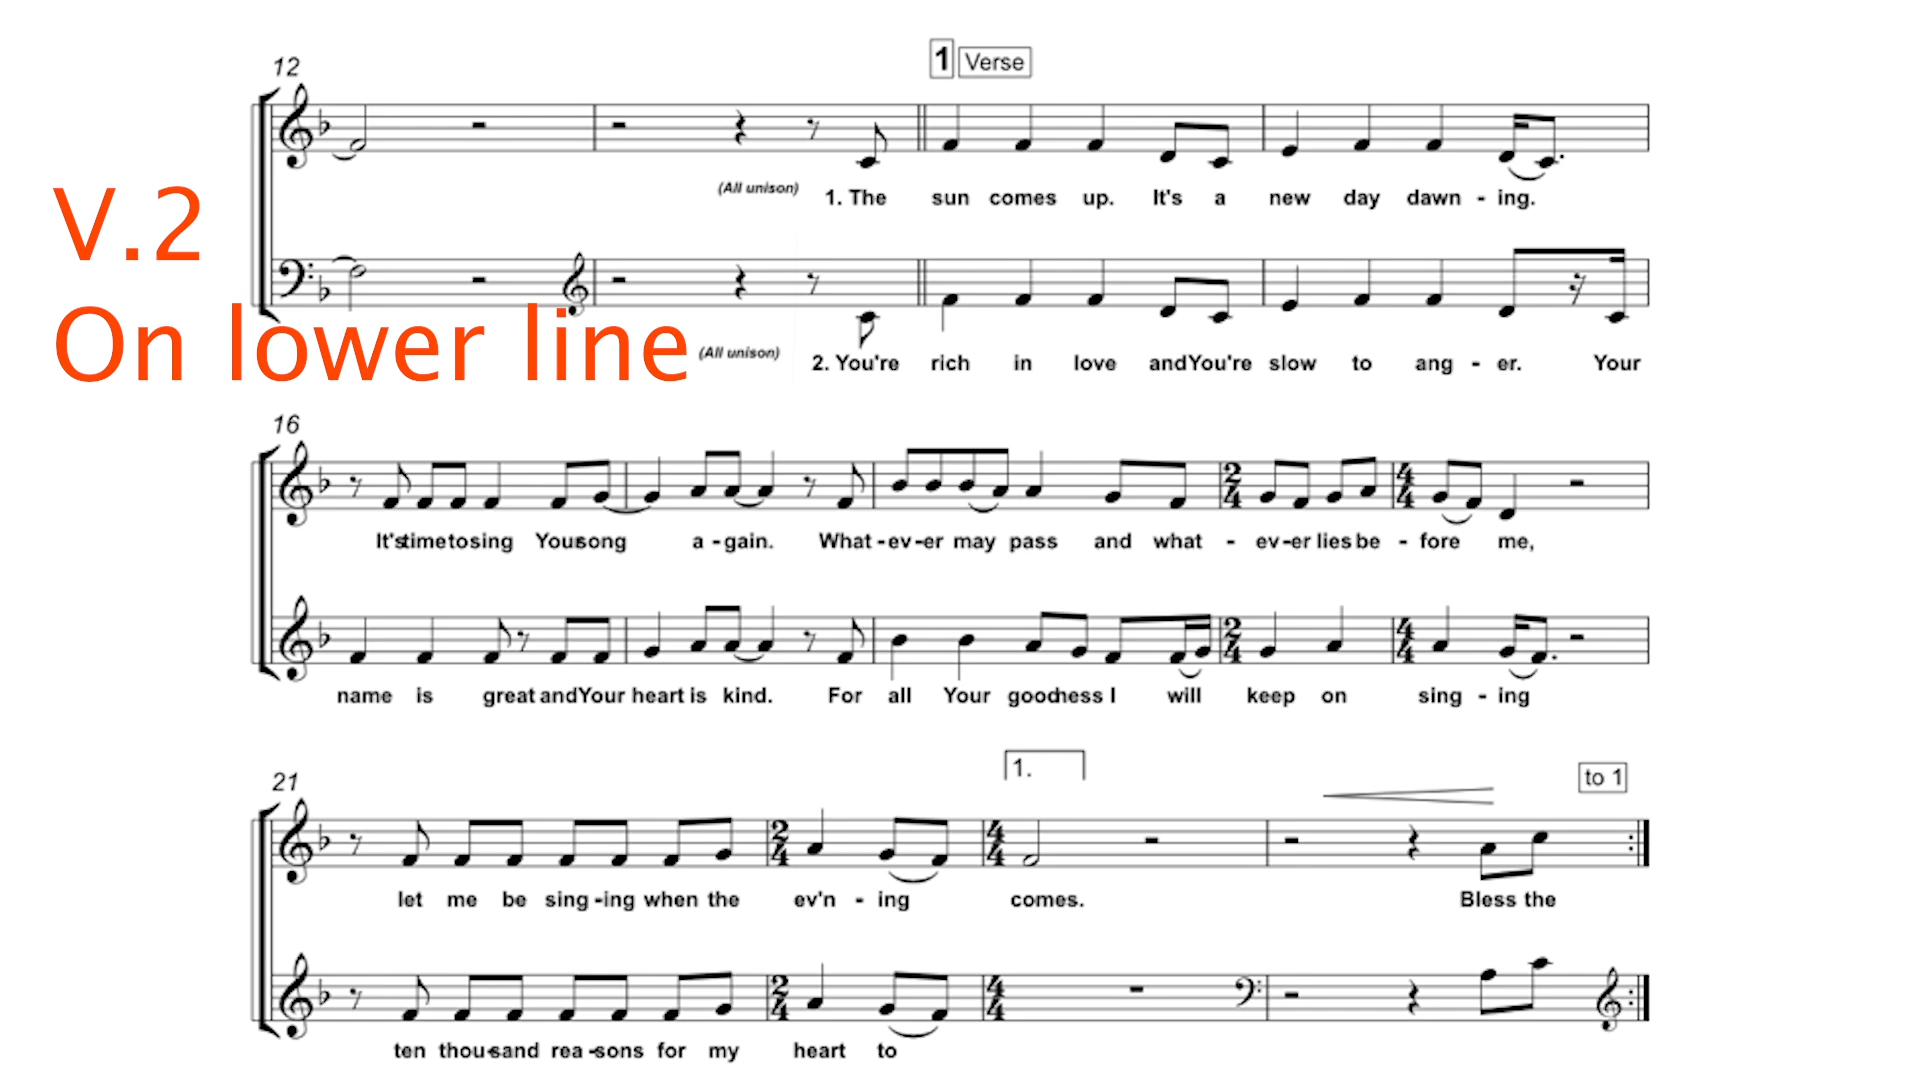 12
1 Verse
(All unison) 1. The sun comes up. It's a new day dawn - ing.
V.2
On lower line
(All unison) 2. You're rich in love and You're slow to ang - er. Your
16
It's time to sing Your song a - gain. What - ev - er may pass and what - ev - er lies be - fore me,
name is great and Your heart is kind. For all Your goodness I will keep on sing - ing
21
1.
to 1
let me be sing - ing when the ev'n - ing comes. Bless the
ten thou - sand rea - sons for my heart to